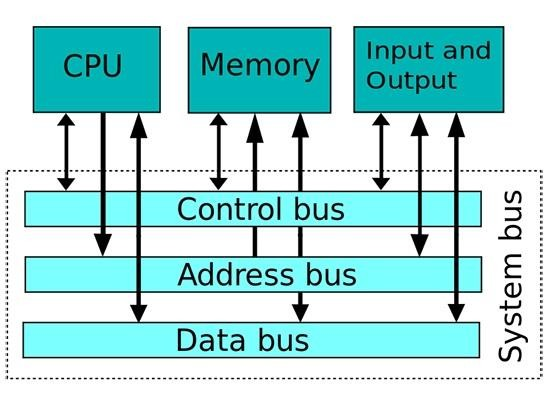 CPU
Memory
Input and
Output
Control bus
Address bus
Data bus
System bus